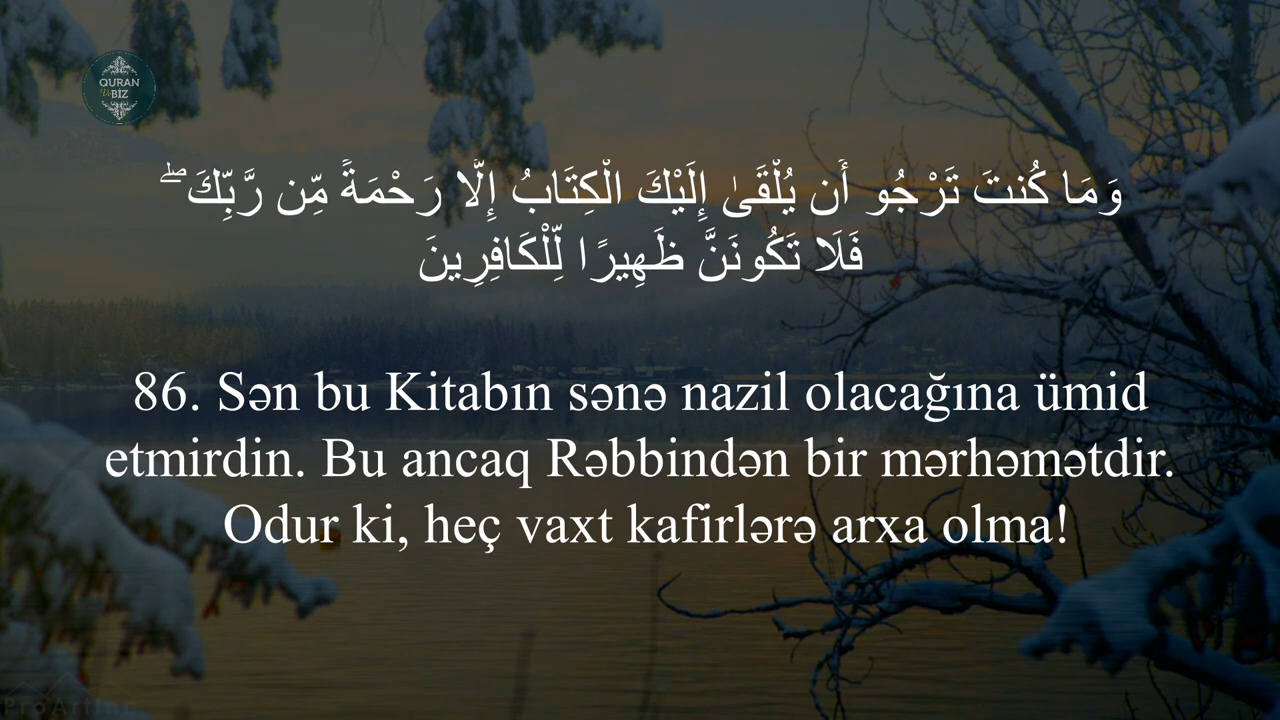 QURAN
Və BİZ
وَمَا كُنتَ تَرْجُو أَن يُلْقَىٰ إِلَيْكَ الْكِتَابُ إِلَّا رَحْمَةً مِّن رَّبِّكَ ۖ
فَلَا تَكُونَنَّ ظَهِيرًا لِّلْكَافِرِينَ
86. Sən bu Kitabın sənə nazil olacağına ümid
etmirdin. Bu ancaq Rəbbindən bir mərhəmətdir.
Odur ki, heç vaxt kafirlərə arxa olma!